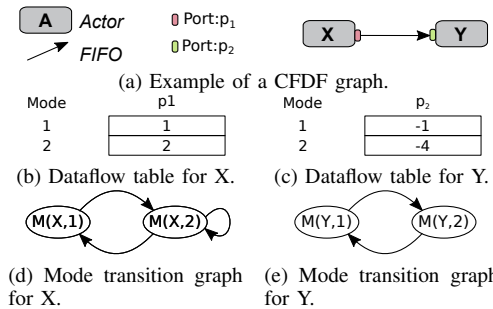 A Actor
FIFO
Port:p1
Port:p2
X Y
(a) Example of a CFDF graph.
Mode p1
1 1
2 2
Mode p2
1 -1
2 -4
(b) Dataflow table for X.
(c) Dataflow table for Y.
M(X,1) M(X,2)
M(Y,1) M(Y,2)
(d) Mode transition graph
for X.
(e) Mode transition graph
for Y.